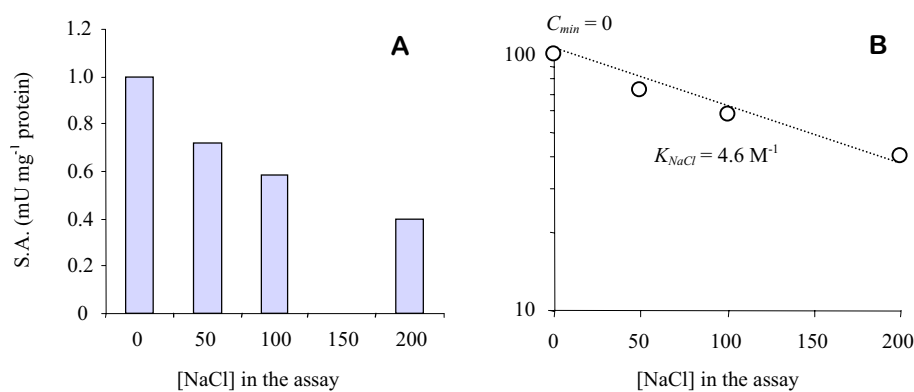 A
S.A. (mU mg⁻¹ protein)
1.2
1.0
0.8
0.6
0.4
0.2
0
0 50 100 150 200
[NaCl] in the assay
B
C_min = 0
100
K_NaCl = 4.6 M⁻¹
10
0 50 100 150 200
[NaCl] in the assay